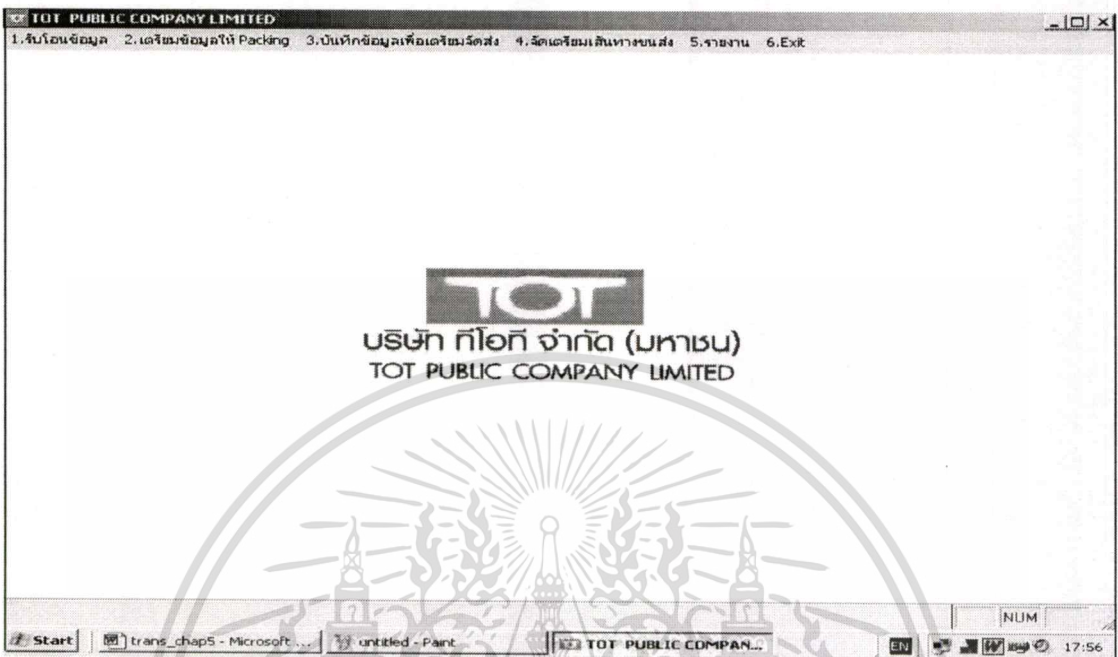 TOT PUBLIC COMPANY LIMITED
1.รับโอนข้อมูล 2.เตรียมข้อมูลให้ Packing 3.บันทึกข้อมูลเพื่อเตรียมจัดส่ง 4.จัดเตรียมเส้นทางขนส่ง 5.รายงาน 6.Exit
TOT
บริษัท ทีโอที จำกัด (มหาชน)
TOT PUBLIC COMPANY LIMITED
NUM
Start trans_chap5 - Microsoft ... untitled - Paint TOT PUBLIC COMPAN... EN 17:56